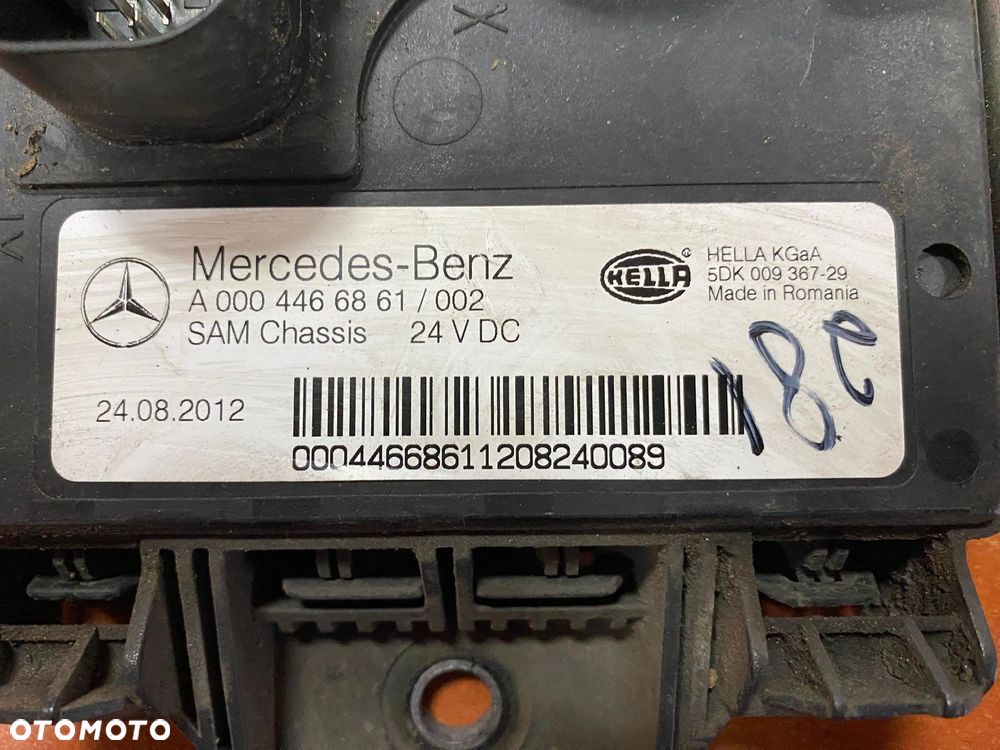 Mercedes-Benz
A 000 446 68 61 / 002
SAM Chassis 24 V DC
HELLA
®
HELLA KGaA
5DK 009 367-29
Made in Romania
24.08.2012
00044668611208240089
X
OTOMOTO